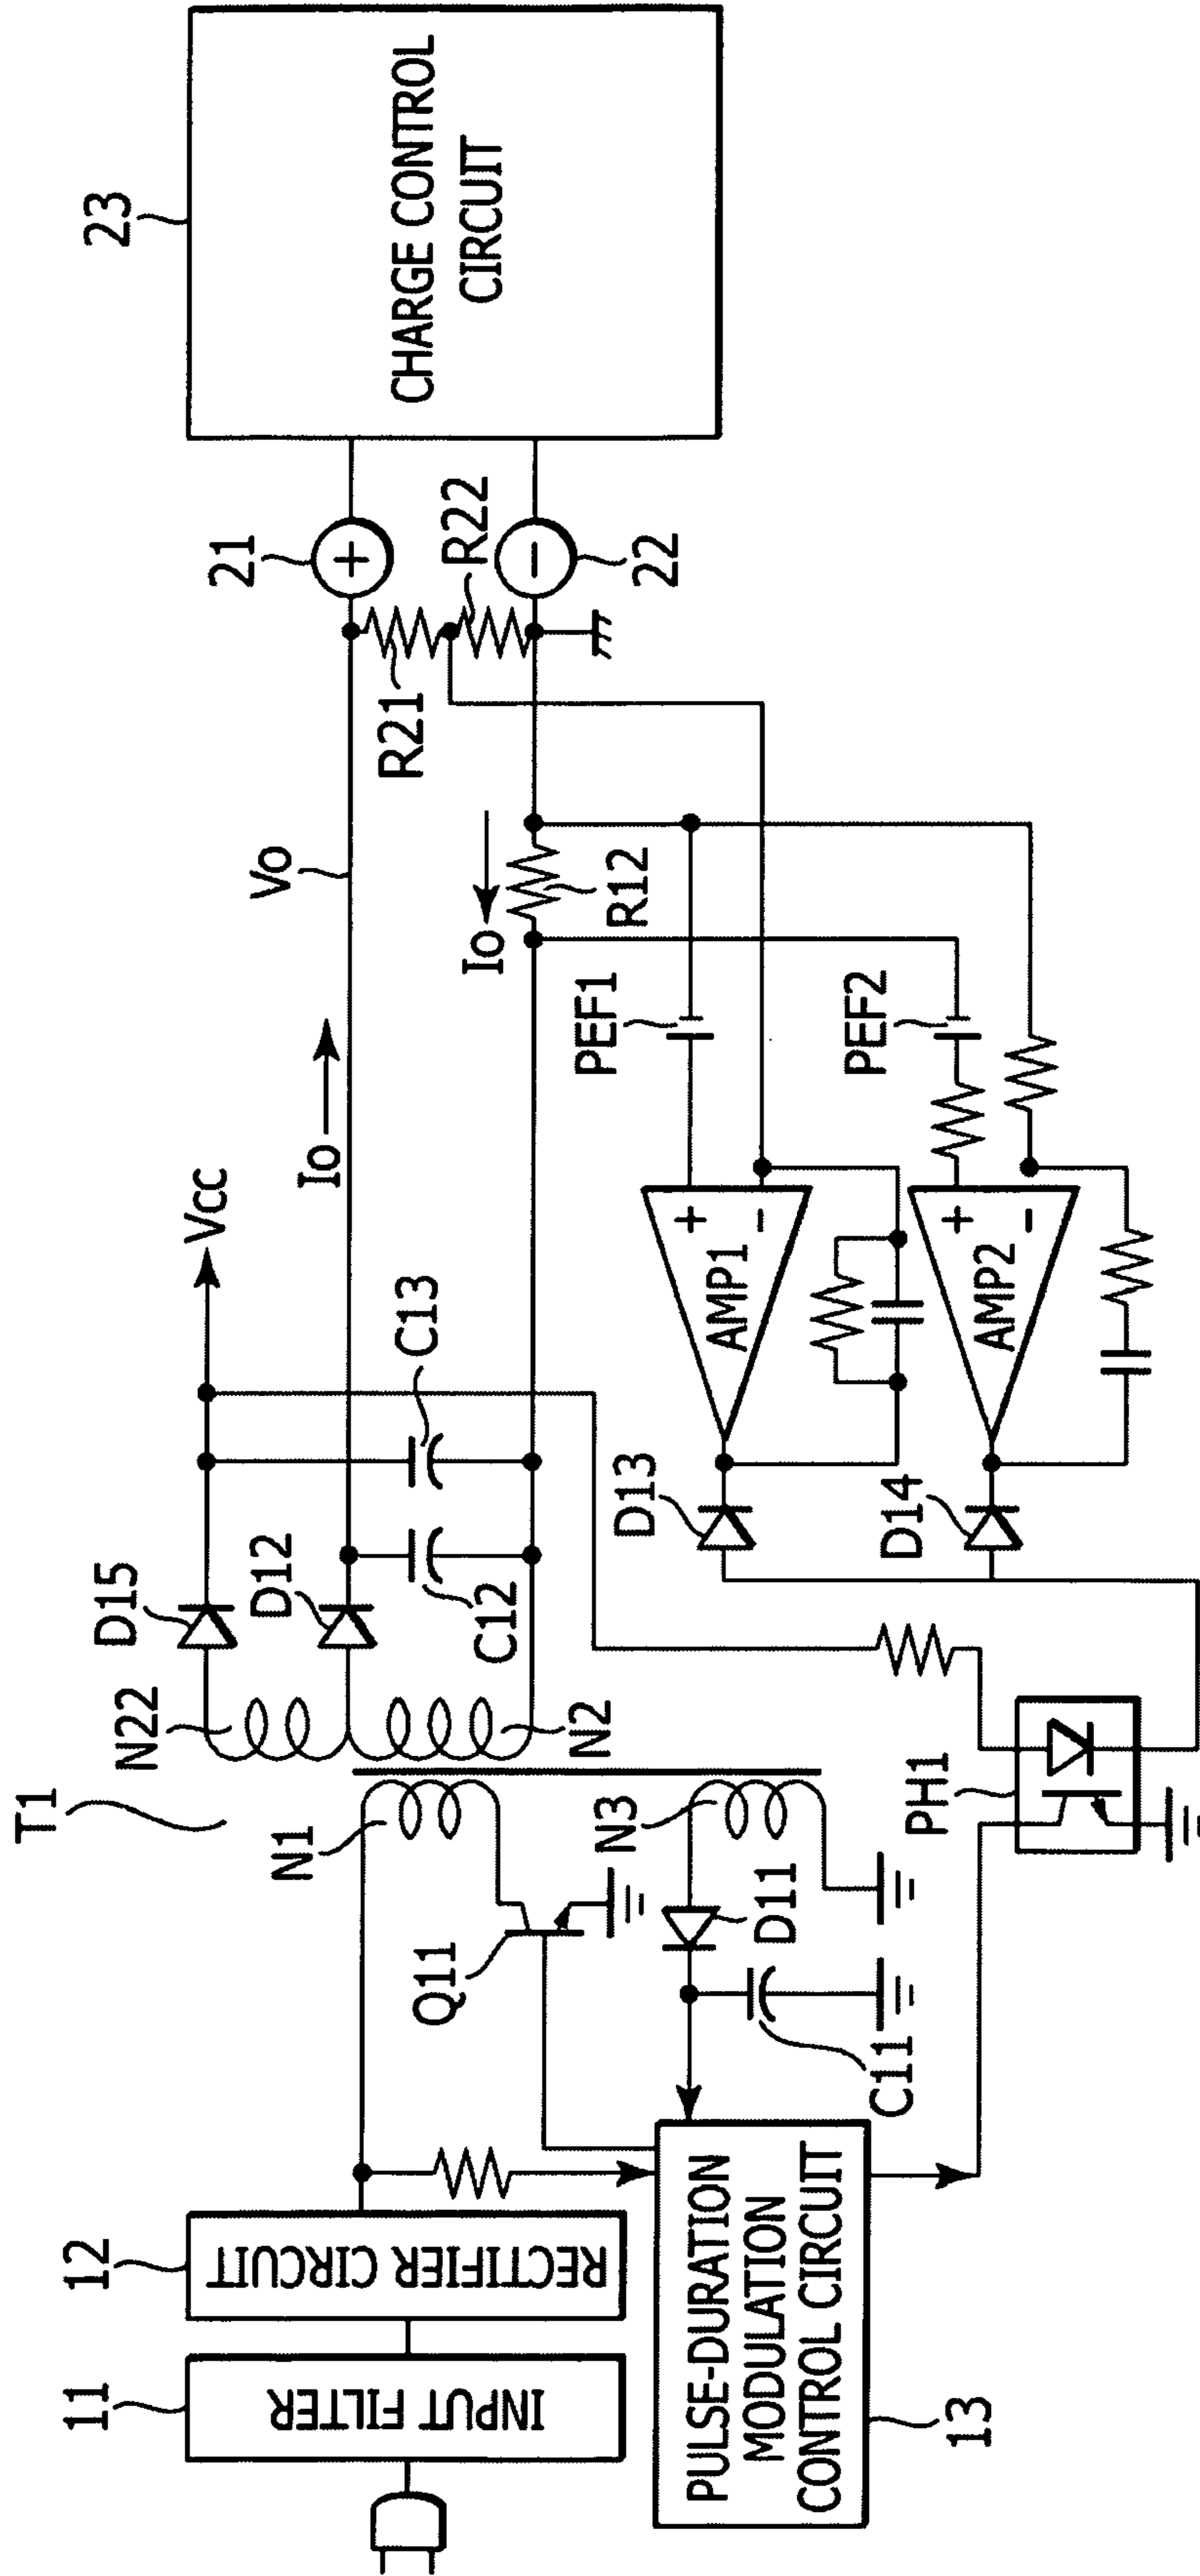 T1
11
INPUT FILTER
12
RECTIFIER CIRCUIT
PULSE-DURATION
MODULATION
CONTROL CIRCUIT
13
Q11
N1
N3
D11
C11
PH1
N22
N2
D15
D12
C12
C13
Vcc
Io
Vo
Io
R12
D13
D14
AMP1
+
-
AMP2
+
-
PEF1
PEF2
R21
R22
21
+
22
-
23
CHARGE CONTROL
CIRCUIT